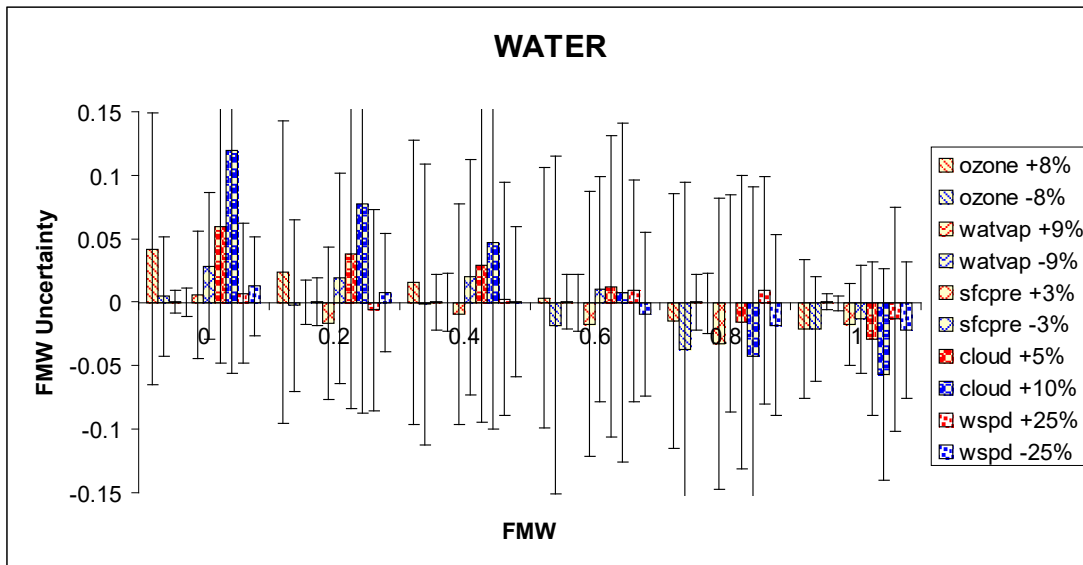 WATER
FMW Uncertainty
0.15
0.1
0.05
0
-0.05
-0.1
-0.15
0
0.2
0.4
0.6
0.8
1
FMW
ozone +8%
ozone -8%
watvap +9%
watvap -9%
sfcpre +3%
sfcpre -3%
cloud +5%
cloud +10%
wspd +25%
wspd -25%